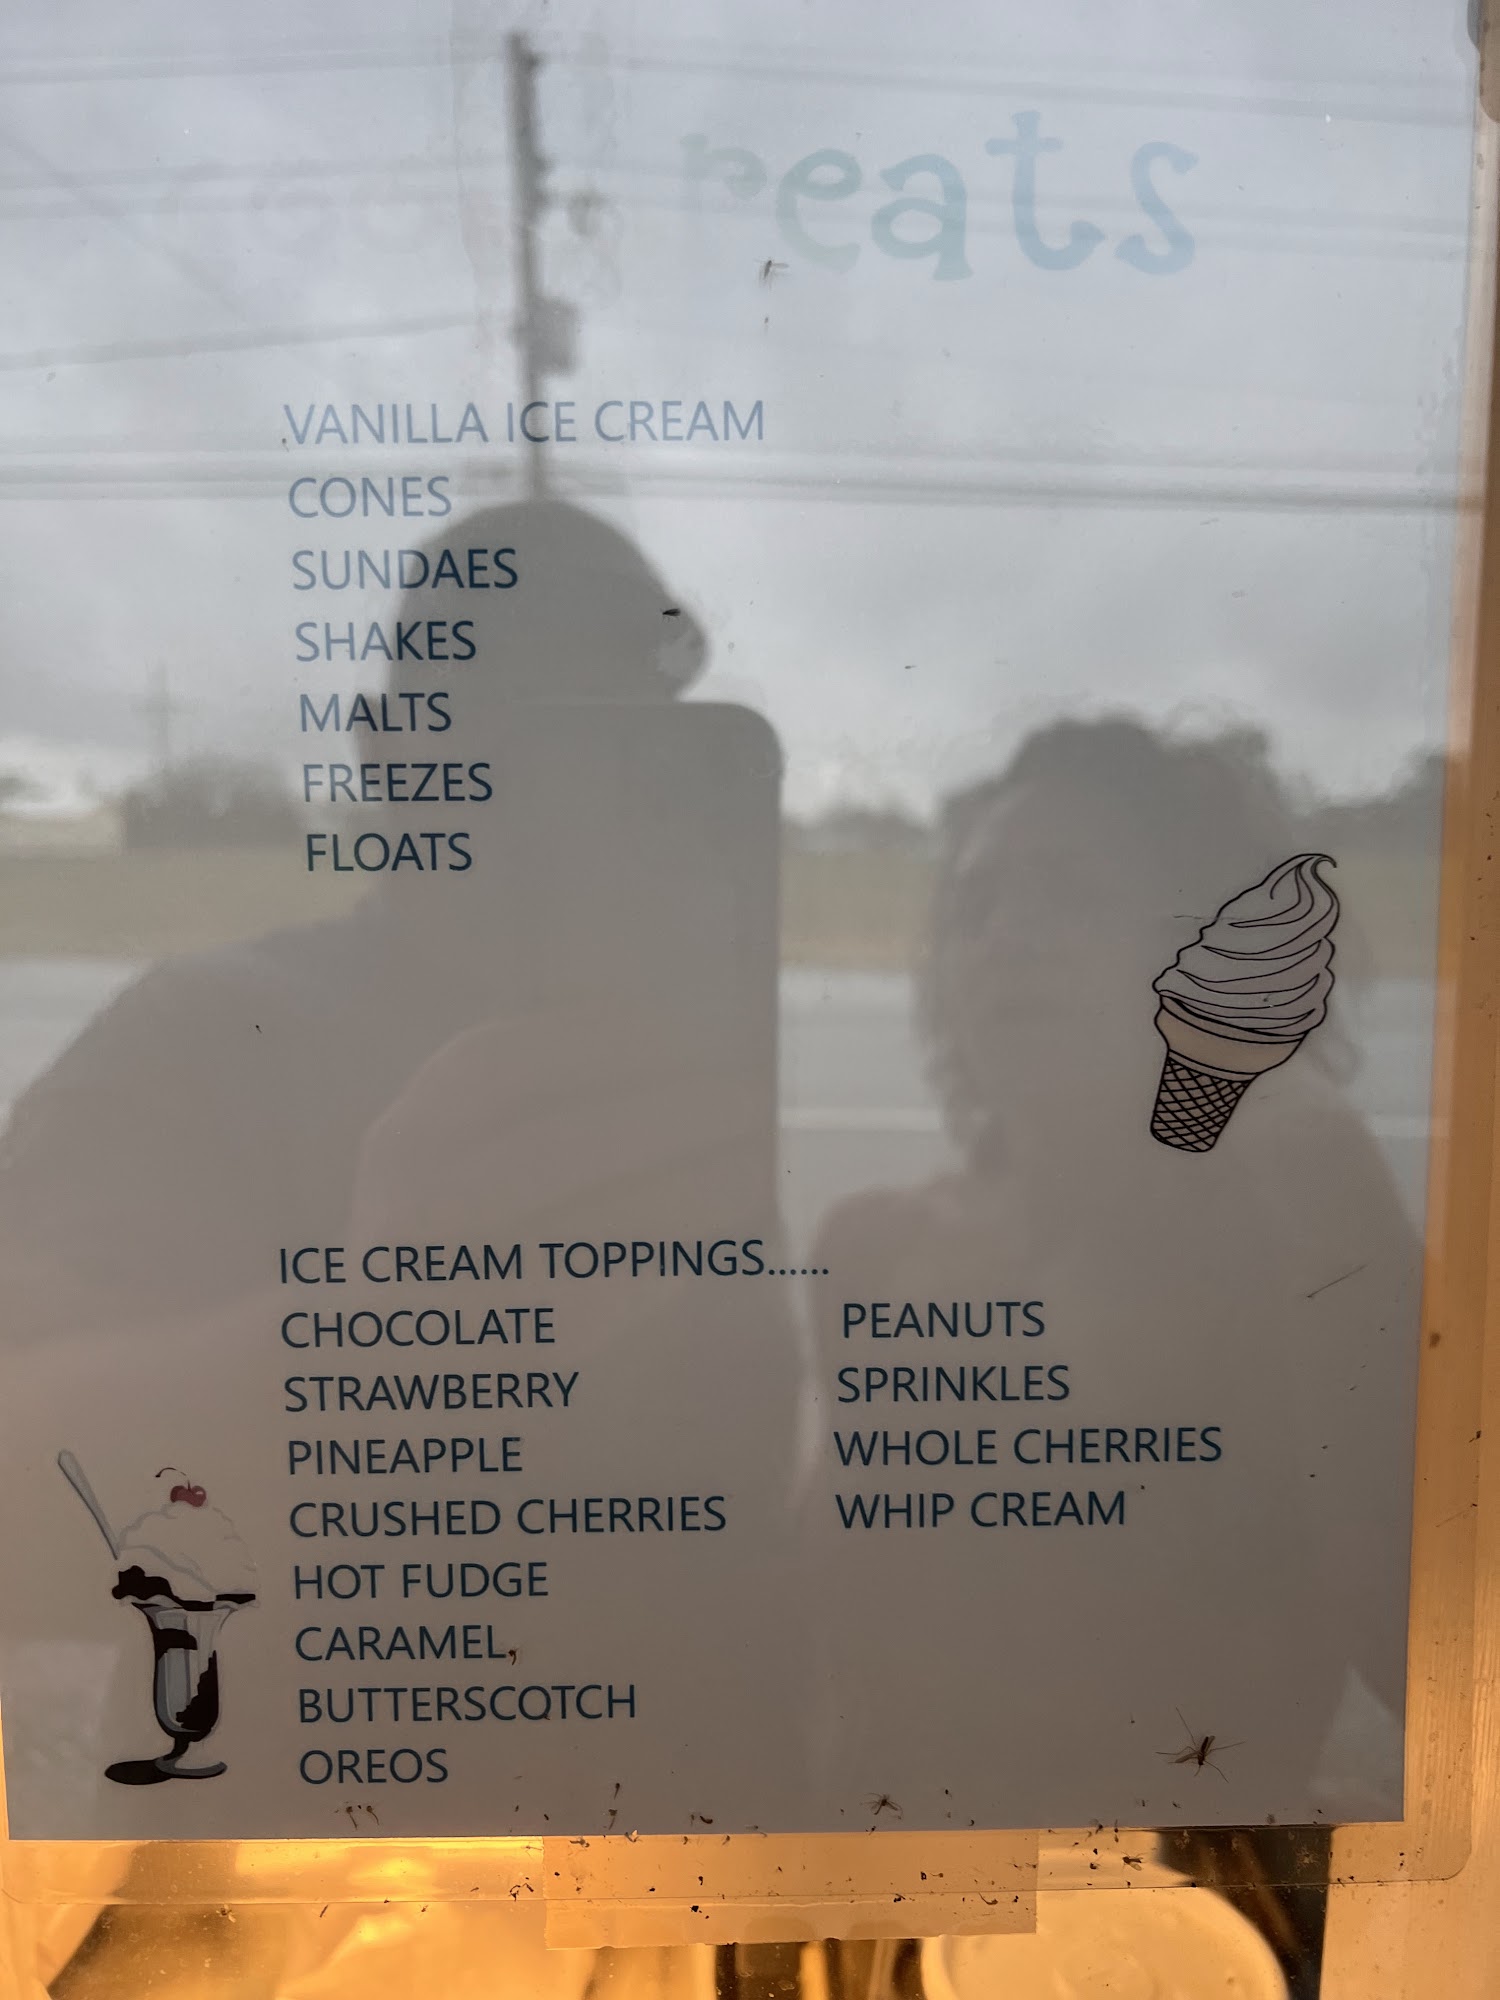 reats
VANILLA ICE CREAM
CONES
SUNDAES
SHAKES
MALTS
FREEZES
FLOATS
ICE CREAM TOPPINGS......
CHOCOLATE
STRAWBERRY
PINEAPPLE
CRUSHED CHERRIES
HOT FUDGE
CARAMEL
BUTTERSCOTCH
OREOS
PEANUTS
SPRINKLES
WHOLE CHERRIES
WHIP CREAM